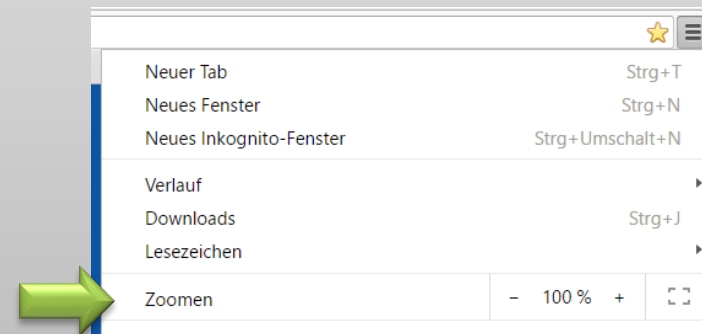 Neuer Tab Strg+T
Neues Fenster Strg+N
Neues Inkognito-Fenster Strg+Umschalt+N
Verlauf
Downloads Strg+J
Lesezeichen
Zoomen - 100 % +